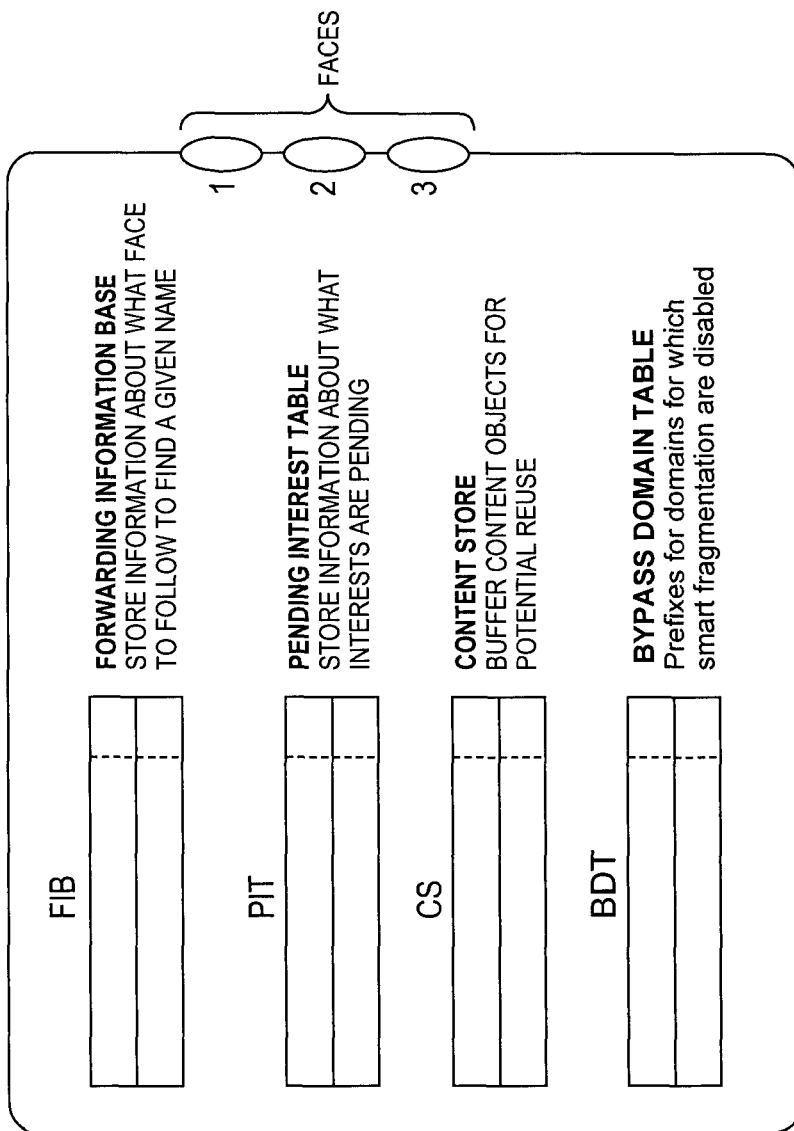 FIB
FORWARDING INFORMATION BASE
STORE INFORMATION ABOUT WHAT FACE
TO FOLLOW TO FIND A GIVEN NAME
PIT
PENDING INTEREST TABLE
STORE INFORMATION ABOUT WHAT
INTERESTS ARE PENDING
CS
CONTENT STORE
BUFFER CONTENT OBJECTS FOR
POTENTIAL REUSE
BDT
BYPASS DOMAIN TABLE
Prefixes for domains for which
smart fragmentation are disabled
1
2
3
FACES